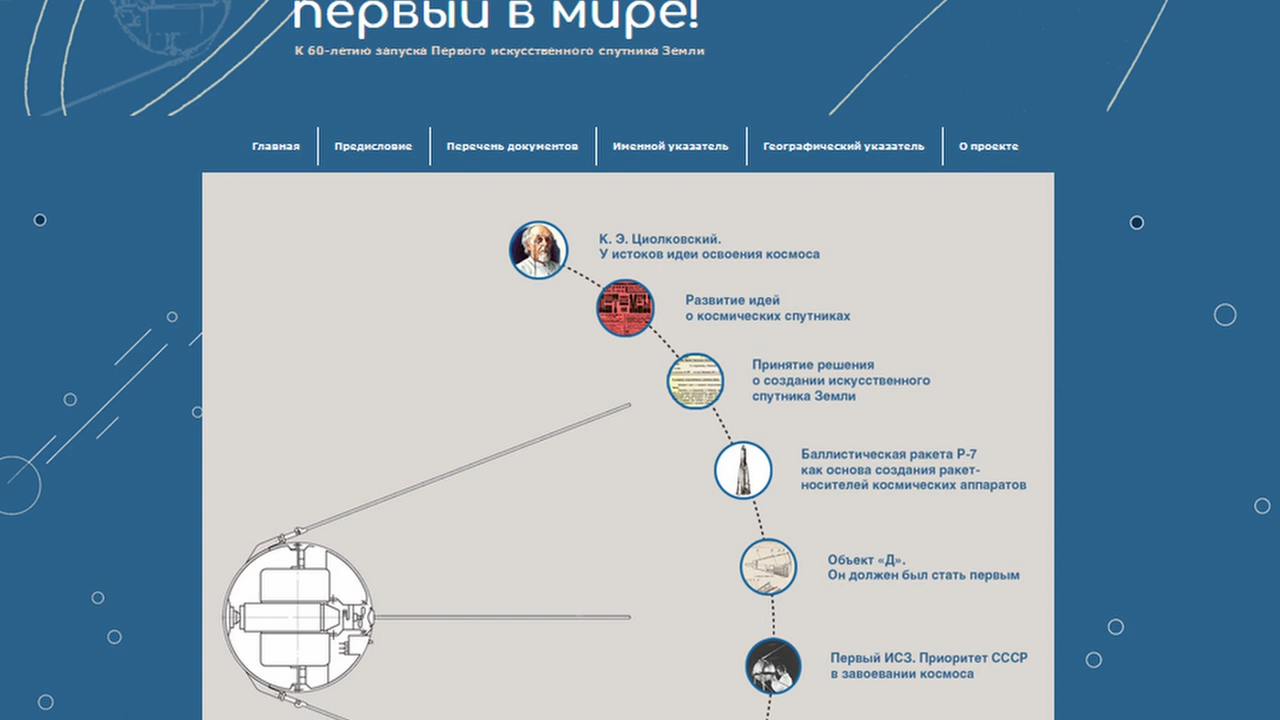 первый в мире!
К 60-летию запуска Первого искусственного спутника Земли
Главная
Предисловие
Перечень документов
Именной указатель
Географический указатель
О проекте
К. Э. Циолковский.
У истоков идеи освоения космоса
Развитие идей
о космических спутниках
Принятие решения
о создании искусственного
спутника Земли
Баллистическая ракета Р-7
как основа создания ракет-
носителей космических аппаратов
Объект «Д».
Он должен был стать первым
Первый ИСЗ. Приоритет СССР
в завоевании космоса